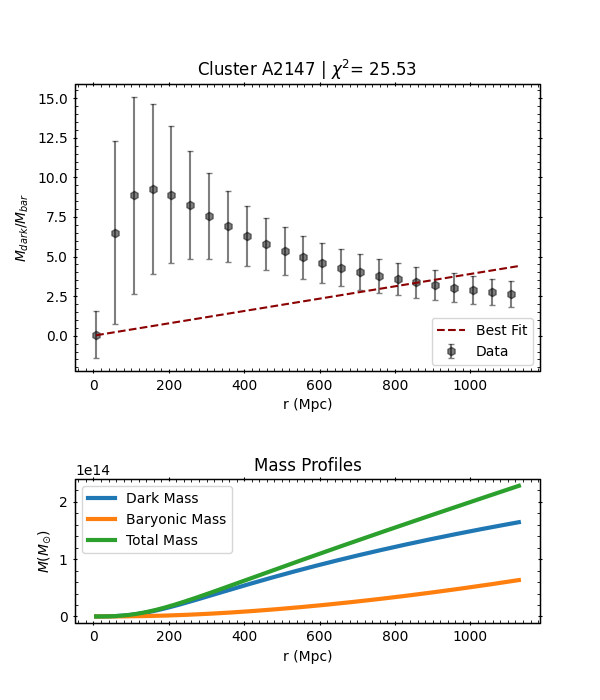 Cluster A2147 | χ²= 25.53
M_dark/M_bar
15.0
12.5
10.0
7.5
5.0
2.5
0.0
Best Fit
Data
0 200 400 600 800 1000
r (Mpc)
Mass Profiles
1e14
M(M⊙)
2
1
0
Dark Mass
Baryonic Mass
Total Mass
0 200 400 600 800 1000
r (Mpc)